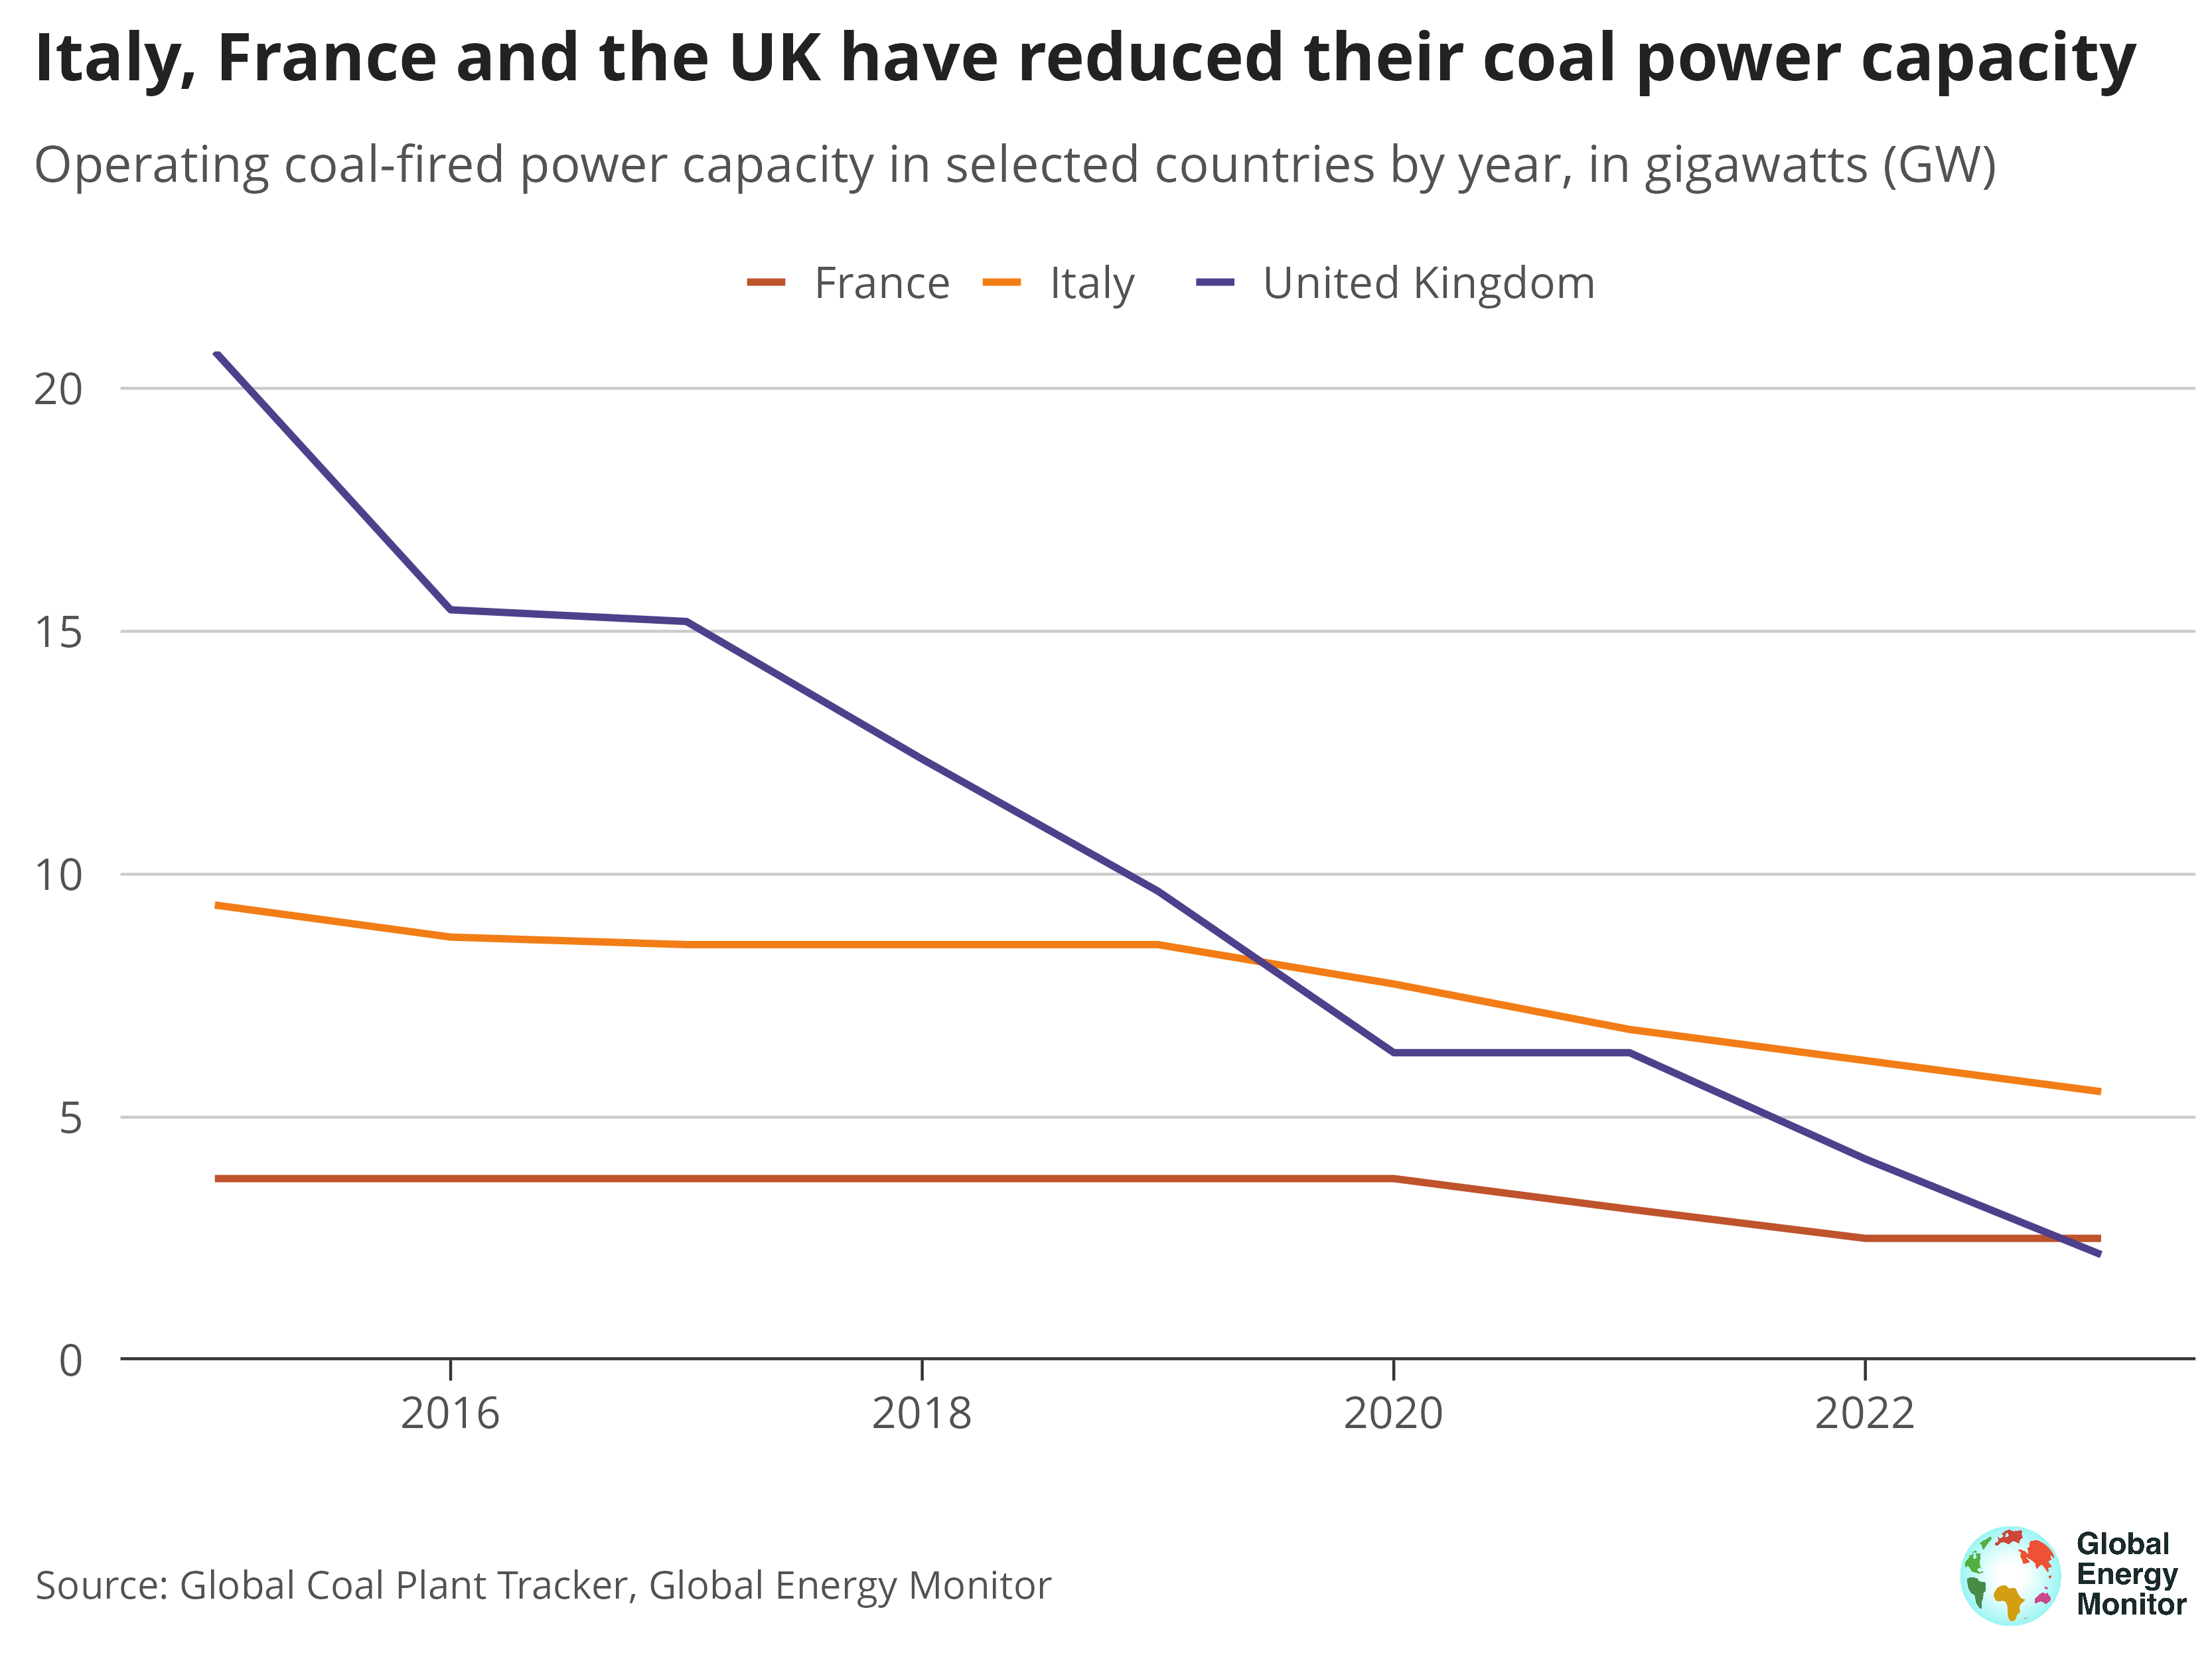 Italy, France and the UK have reduced their coal power capacity
Operating coal-fired power capacity in selected countries by year, in gigawatts (GW)
France Italy United Kingdom
20
15
10
5
0
2016 2018 2020 2022
Source: Global Coal Plant Tracker, Global Energy Monitor
Global
Energy
Monitor